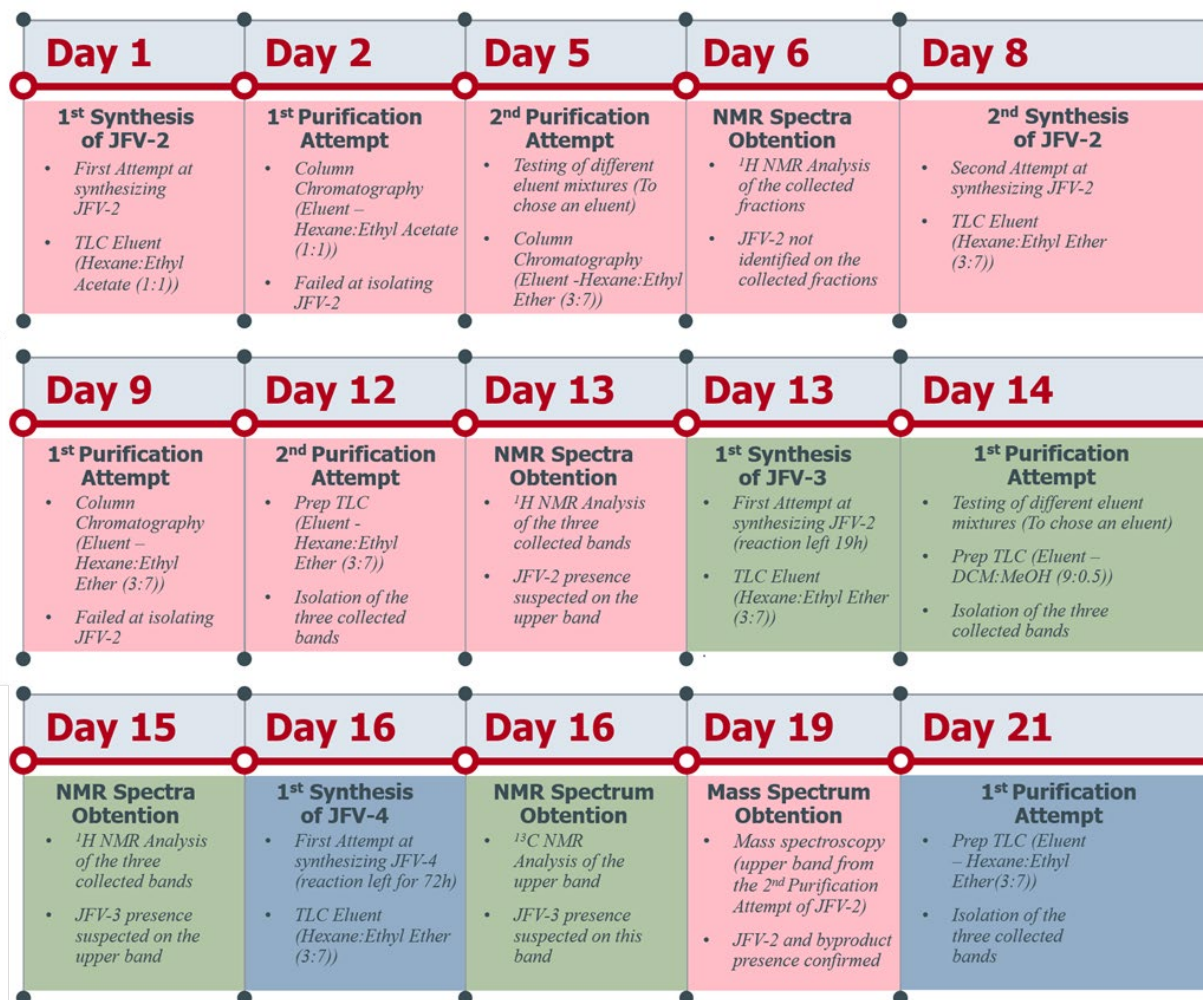 Day 1
1st Synthesis
of JFV-2
• First Attempt at
synthesizing
JFV-2
• TLC Eluent
(Hexane:Ethyl
Acetate (1:1))
Day 2
1st Purification
Attempt
• Column
Chromatography
(Eluent –
Hexane:Ethyl Acetate
(1:1))
• Failed at isolating
JFV-2
Day 5
2nd Purification
Attempt
• Testing of different
eluent mixtures (To
chose an eluent)
• Column
Chromatography
(Eluent -Hexane:Ethyl
Ether (3:7))
Day 6
NMR Spectra
Obtention
• 1H NMR Analysis
of the collected
fractions
• JFV-2 not
identified on the
collected fractions
Day 8
2nd Synthesis
of JFV-2
• Second Attempt at
synthesizing JFV-2
• TLC Eluent
(Hexane:Ethyl Ether
(3:7))
Day 9
1st Purification
Attempt
• Column
Chromatography
(Eluent –
Hexane:Ethyl
Ether (3:7))
• Failed at isolating
JFV-2
Day 12
2nd Purification
Attempt
• Prep TLC
(Eluent -
Hexane:Ethyl
Ether (3:7))
• Isolation of the
three collected
bands
Day 13
NMR Spectra
Obtention
• 1H NMR Analysis
of the three
collected bands
• JFV-2 presence
suspected on the
upper band
Day 13
1st Synthesis
of JFV-3
• First Attempt at
synthesizing JFV-2
(reaction left 19h)
• TLC Eluent
(Hexane:Ethyl Ether
(3:7))
Day 14
1st Purification
Attempt
• Testing of different eluent
mixtures (To chose an eluent)
• Prep TLC (Eluent –
DCM:MeOH (9:0.5))
• Isolation of the three
collected bands
Day 15
NMR Spectra
Obtention
• 1H NMR Analysis
of the three
collected bands
• JFV-3 presence
suspected on the
upper band
Day 16
1st Synthesis
of JFV-4
• First Attempt at
synthesizing JFV-4
(reaction left for 72h)
• TLC Eluent
(Hexane:Ethyl Ether
(3:7))
Day 16
NMR Spectrum
Obtention
• 13C NMR
Analysis of the
upper band
• JFV-3 presence
suspected on this
band
Day 19
Mass Spectrum
Obtention
• Mass spectroscopy
(upper band from
the 2nd Purification
Attempt of JFV-2)
• JFV-2 and byproduct
presence confirmed
Day 21
1st Purification
Attempt
• Prep TLC (Eluent
– Hexane:Ethyl
Ether(3:7))
• Isolation of the
three collected
bands